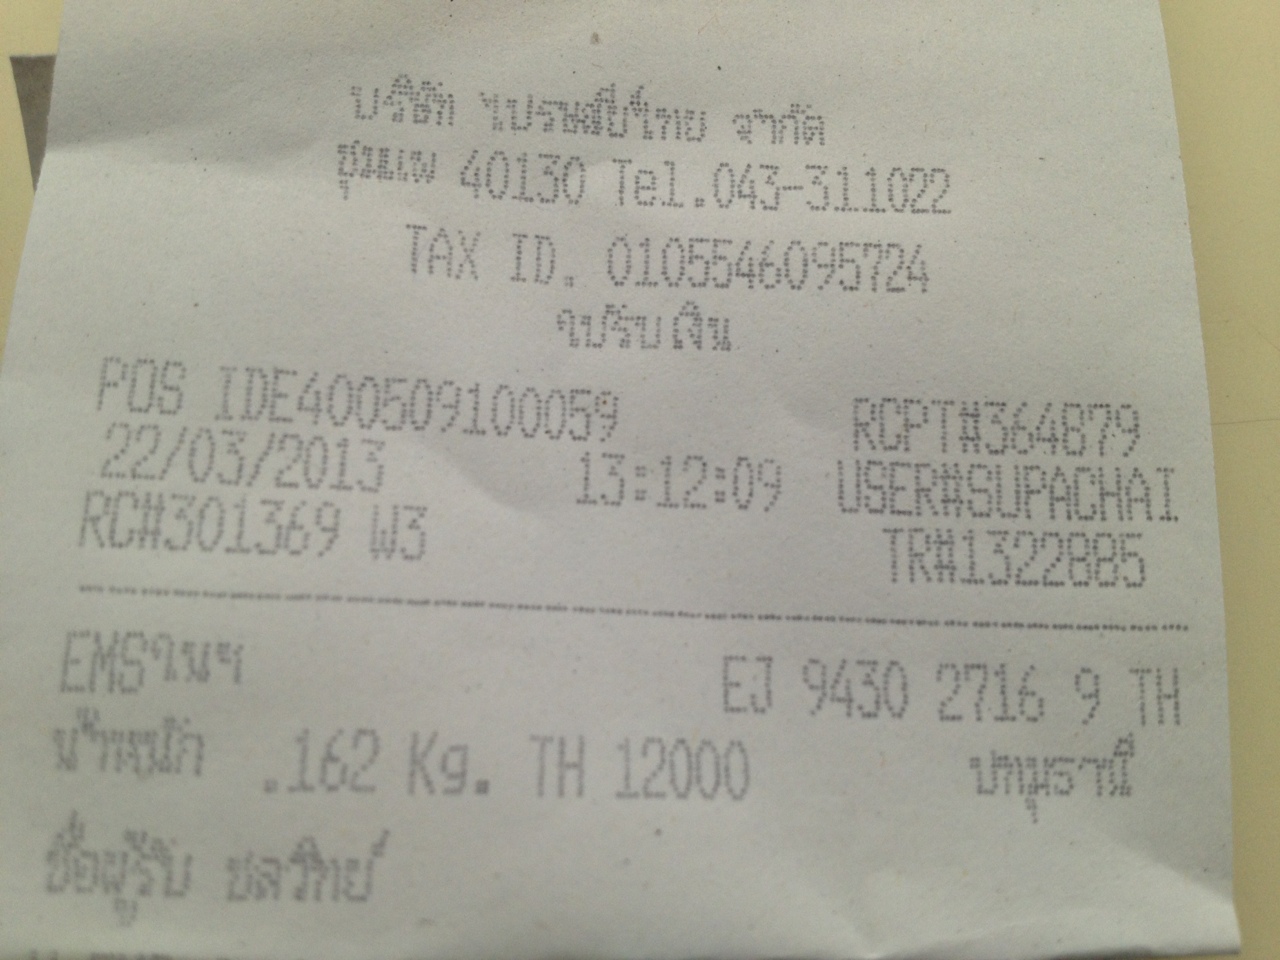 บริษัท ไปรษณีย์ไทย จำกัด
ชุมแพ 40130 Tel.043-311022
TAX ID. 0105546095724
ใบรับเงิน
POS IDE400509100059 RCPT#364879
22/03/2013 13:12:09 USER#SUPACHAI
RC#301369 W3 TR#1322885
EMSในฯ EJ 9430 2716 9 TH
น้ำหนัก .162 Kg. TH 12000 ปทุมธานี
ชื่อผู้รับ ชลวิทย์